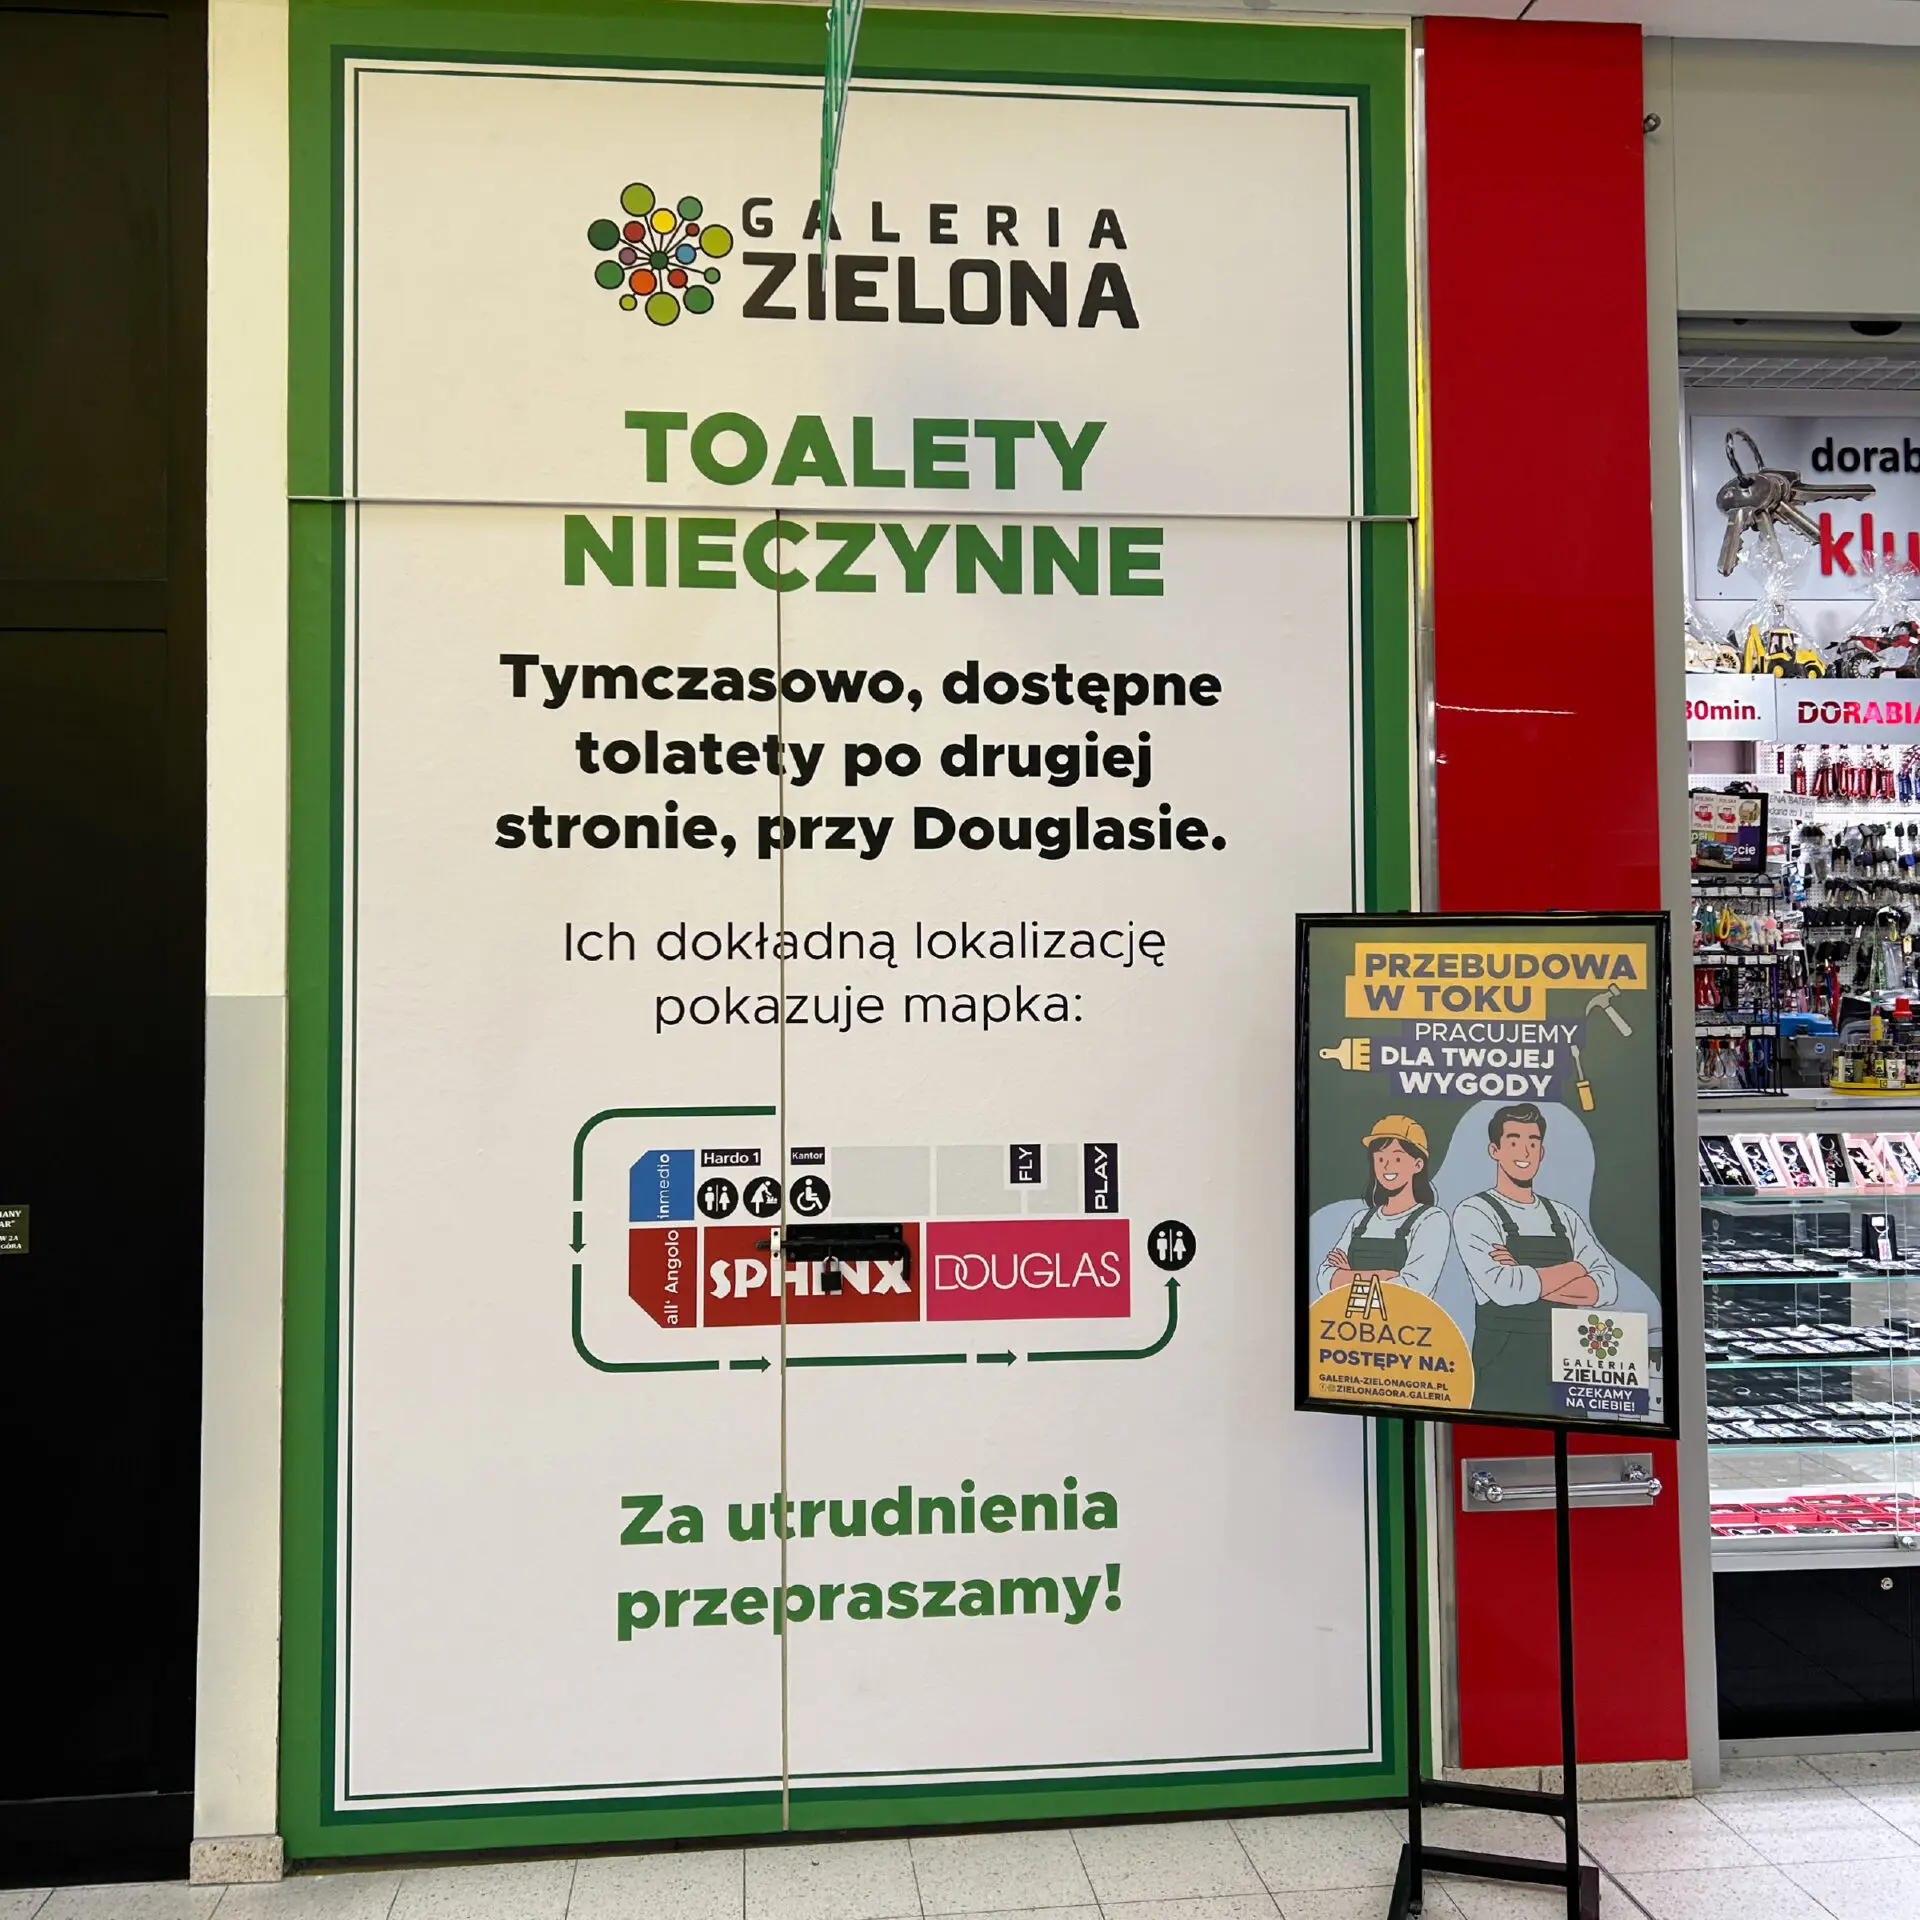 GALERIA
ZIELONA
TOALETY
NIECZYNNE
Tymczasowo, dostępne
tolatety po drugiej
stronie, przy Douglasie.
Ich dokładną lokalizację
pokazuje mapka:
inmedio
Hardo 1
Kantor
FLY
PLAY
all' Angolo
SPHINX
DOUGLAS
Za utrudnienia
przepraszamy!
PRZEBUDOWA
W TOKU
PRACUJEMY
DLA TWOJEJ
WYGODY
ZOBACZ
POSTĘPY NA:
GALERIA-ZIELONAGORA.PL
@ZIELONAGORA.GALERIA
GALERIA
ZIELONA
CZEKAMY
NA CIEBIE!
dorab
klu
30min.
DORABIA